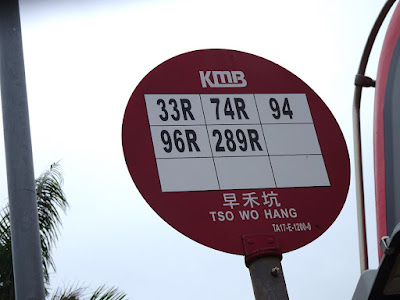 KMB
33R 74R 94
96R 289R
早禾坑
TSO WO HANG
TA17-E-1200-0